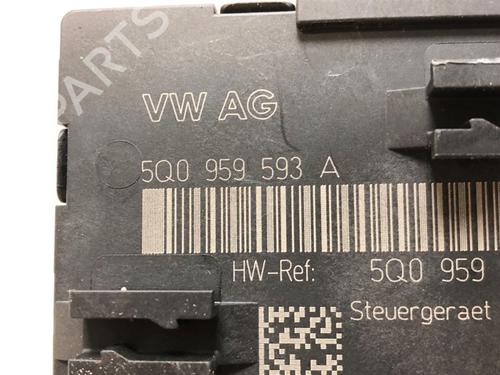 PARTS
VW AG
5Q0 959 593 A
HW-Ref: 5Q0 959
Steuergeraet